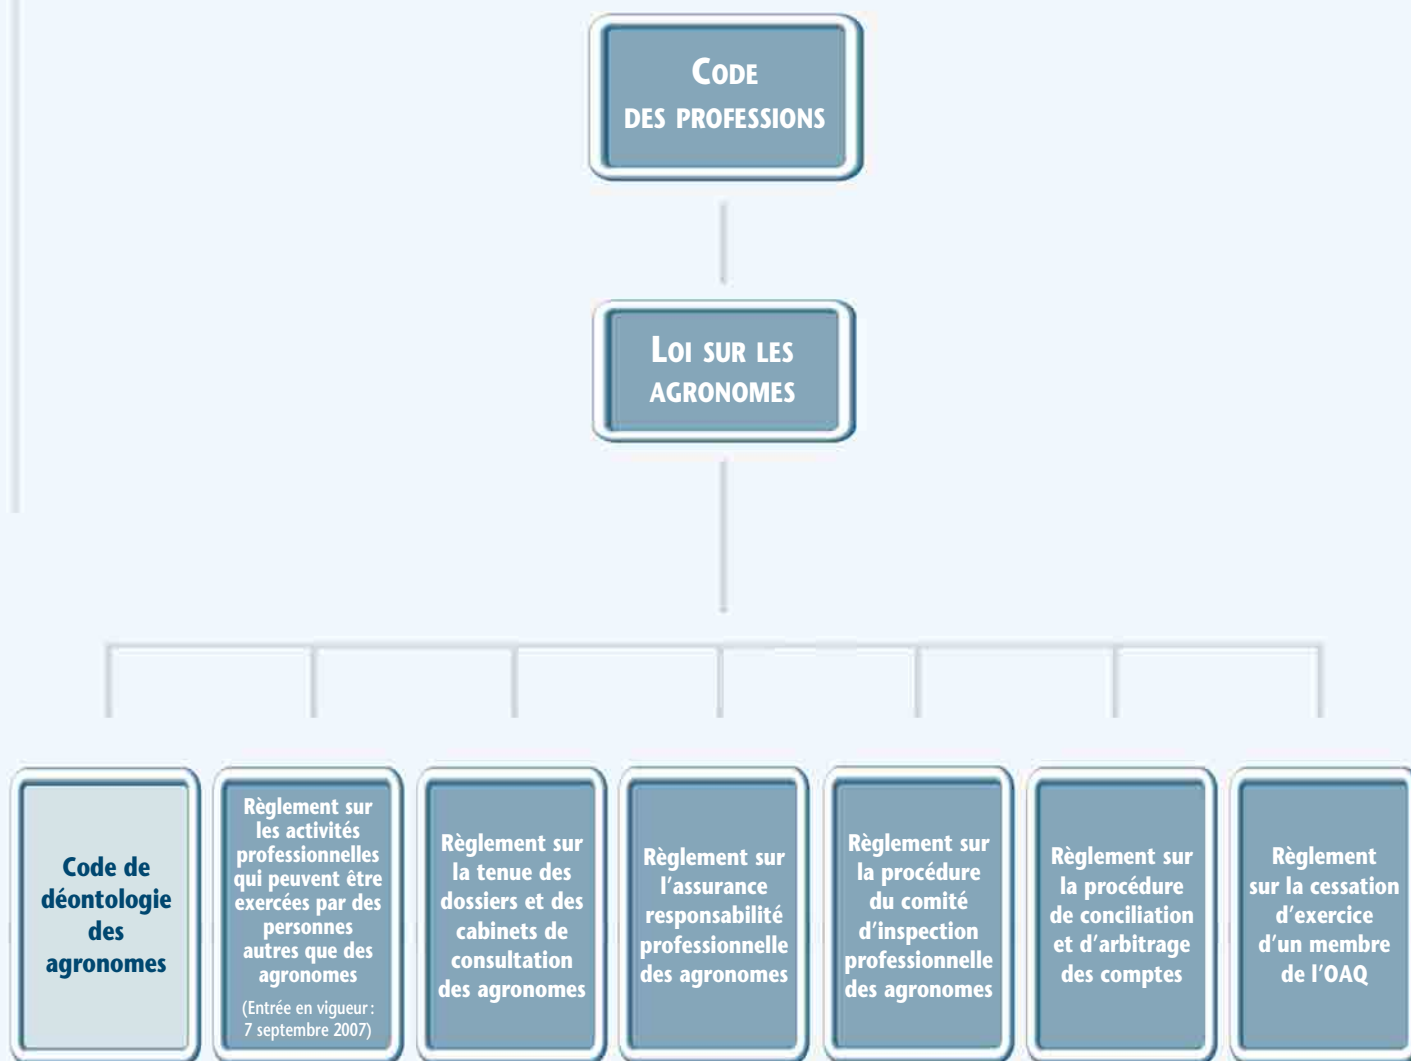 CODE
DES PROFESSIONS
LOI SUR LES
AGRONOMES
Code de
déontologie
des
agronomes
Règlement sur
les activités
professionnelles
qui peuvent être
exercées par des
personnes
autres que des
agronomes
(Entrée en vigueur :
7 septembre 2007)
Règlement sur
la tenue des
dossiers et des
cabinets de
consultation
des agronomes
Règlement sur
l'assurance
responsabilité
professionnelle
des agronomes
Règlement sur
la procédure
du comité
d'inspection
professionnelle
des agronomes
Règlement sur
la procédure
de conciliation
et d'arbitrage
des comptes
Règlement
sur la cessation
d'exercice
d'un membre
de l'OAQ